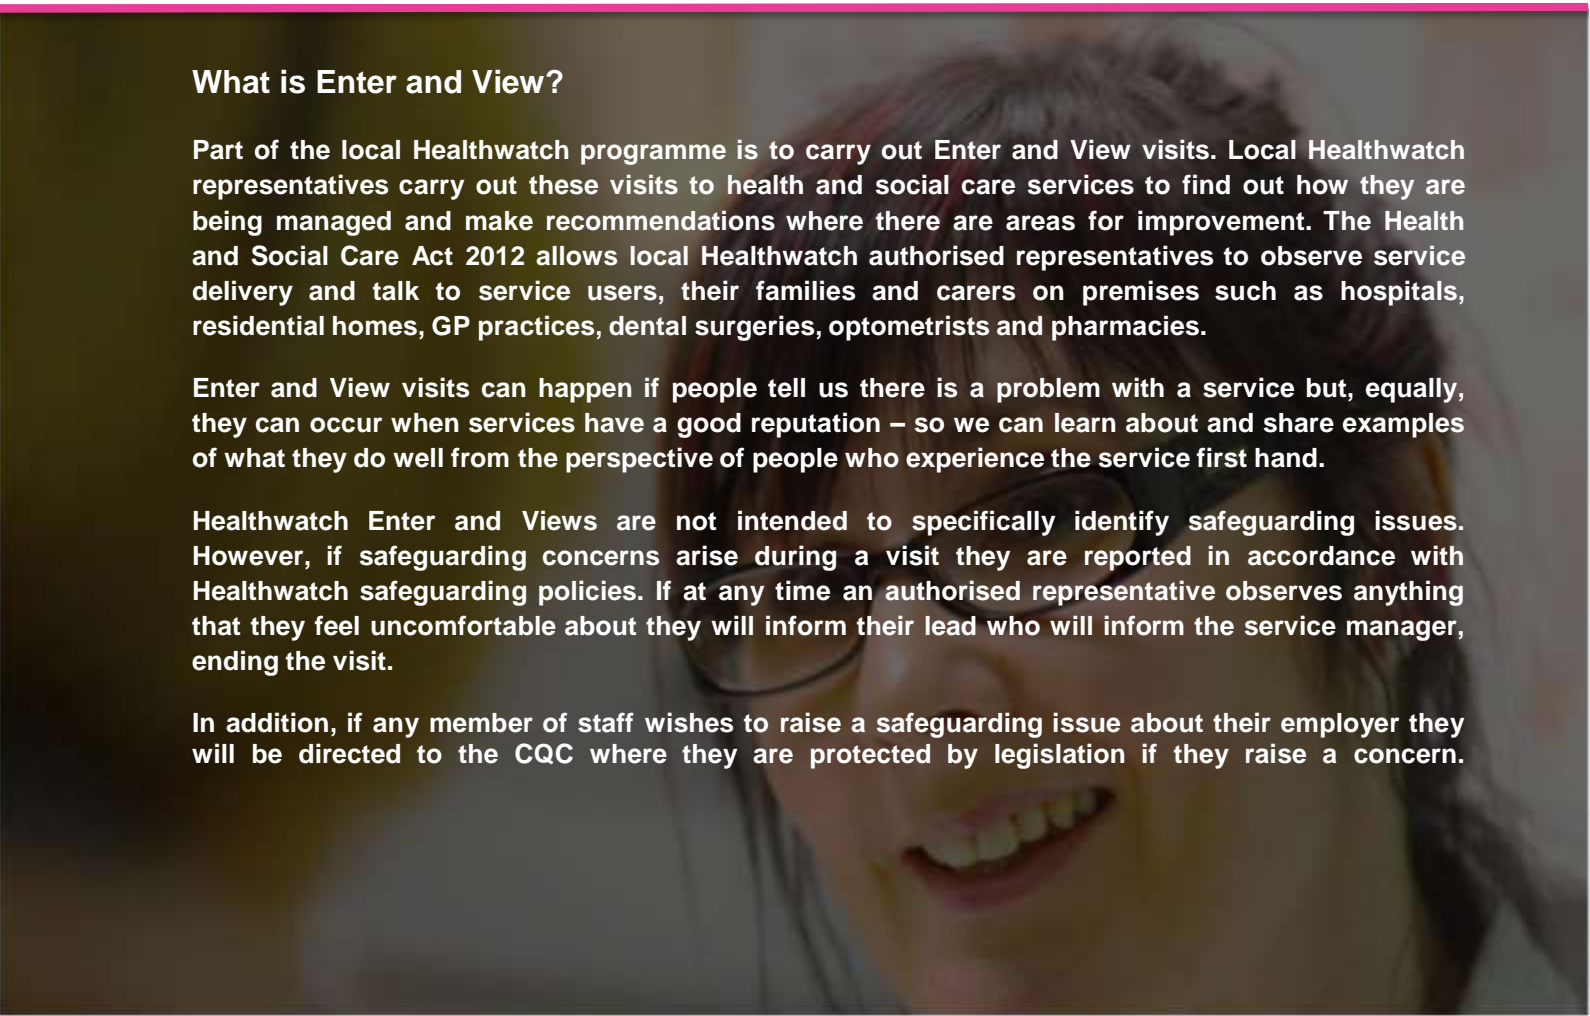 What is Enter and View?
Part of the local Healthwatch programme is to carry out Enter and View visits. Local Healthwatch
representatives carry out these visits to health and social care services to find out how they are
being managed and make recommendations where there are areas for improvement. The Health
and Social Care Act 2012 allows local Healthwatch authorised representatives to observe service
delivery and talk to service users, their families and carers on premises such as hospitals,
residential homes, GP practices, dental surgeries, optometrists and pharmacies.
Enter and View visits can happen if people tell us there is a problem with a service but, equally,
they can occur when services have a good reputation – so we can learn about and share examples
of what they do well from the perspective of people who experience the service first hand.
Healthwatch Enter and Views are not intended to specifically identify safeguarding issues.
However, if safeguarding concerns arise during a visit they are reported in accordance with
Healthwatch safeguarding policies. If at any time an authorised representative observes anything
that they feel uncomfortable about they will inform their lead who will inform the service manager,
ending the visit.
In addition, if any member of staff wishes to raise a safeguarding issue about their employer they
will be directed to the CQC where they are protected by legislation if they raise a concern.